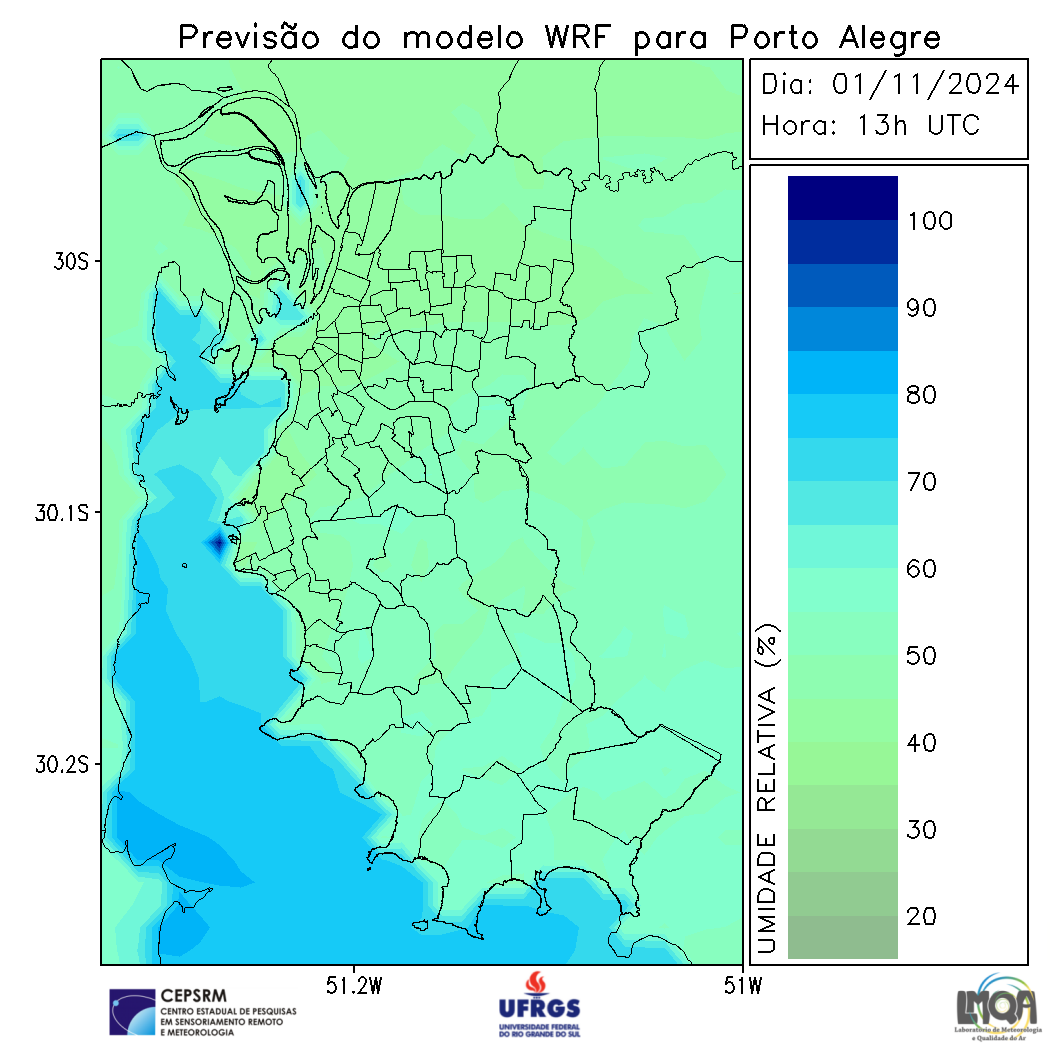 Previsão do modelo WRF para Porto Alegre
Dia: 01/11/2024
Hora: 13h UTC
30S
30.1S
30.2S
51.2W
51W
100
90
80
70
60
50
40
30
20
UMIDADE RELATIVA (%)
CEPSRM
CENTRO ESTADUAL DE PESQUISAS
EM SENSORIAMENTO REMOTO
E METEOROLOGIA
UFRGS
UNIVERSIDADE FEDERAL
DO RIO GRANDE DO SUL
LMQA
Laboratório de Meteorologia
e Qualidade do Ar